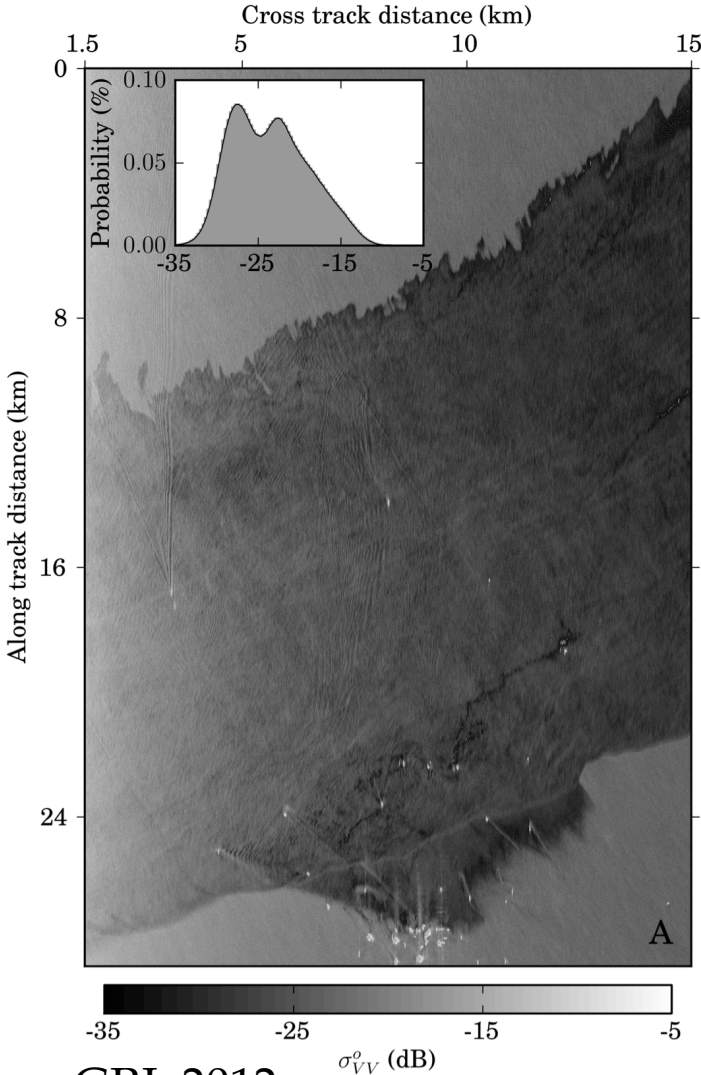 Cross track distance (km)
1.5 5 10 15
0
8
16
24
Along track distance (km)
Probability (%)
0.10
0.05
0.00
-35 -25 -15 -5
A
-35 -25 -15 -5
σ°VV (dB)